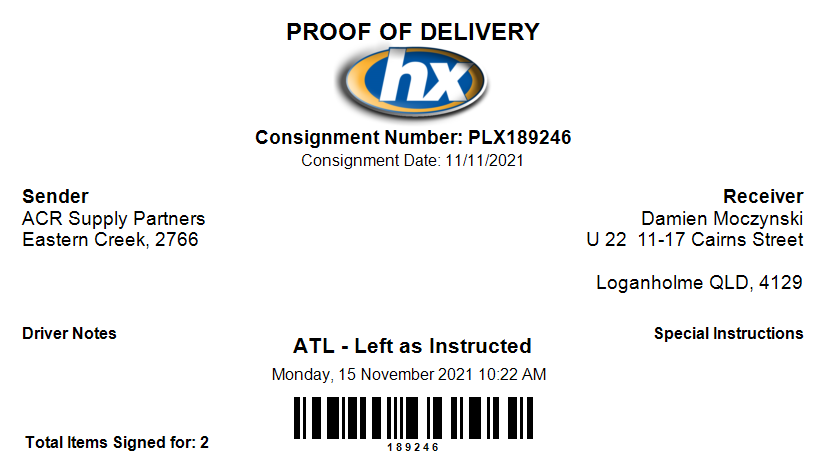 PROOF OF DELIVERY
hx
Consignment Number: PLX189246
Consignment Date: 11/11/2021
Sender
ACR Supply Partners
Eastern Creek, 2766
Receiver
Damien Moczynski
U 22  11-17 Cairns Street
Loganholme QLD, 4129
Driver Notes
Special Instructions
ATL - Left as Instructed
Monday, 15 November 2021 10:22 AM
189246
Total Items Signed for: 2